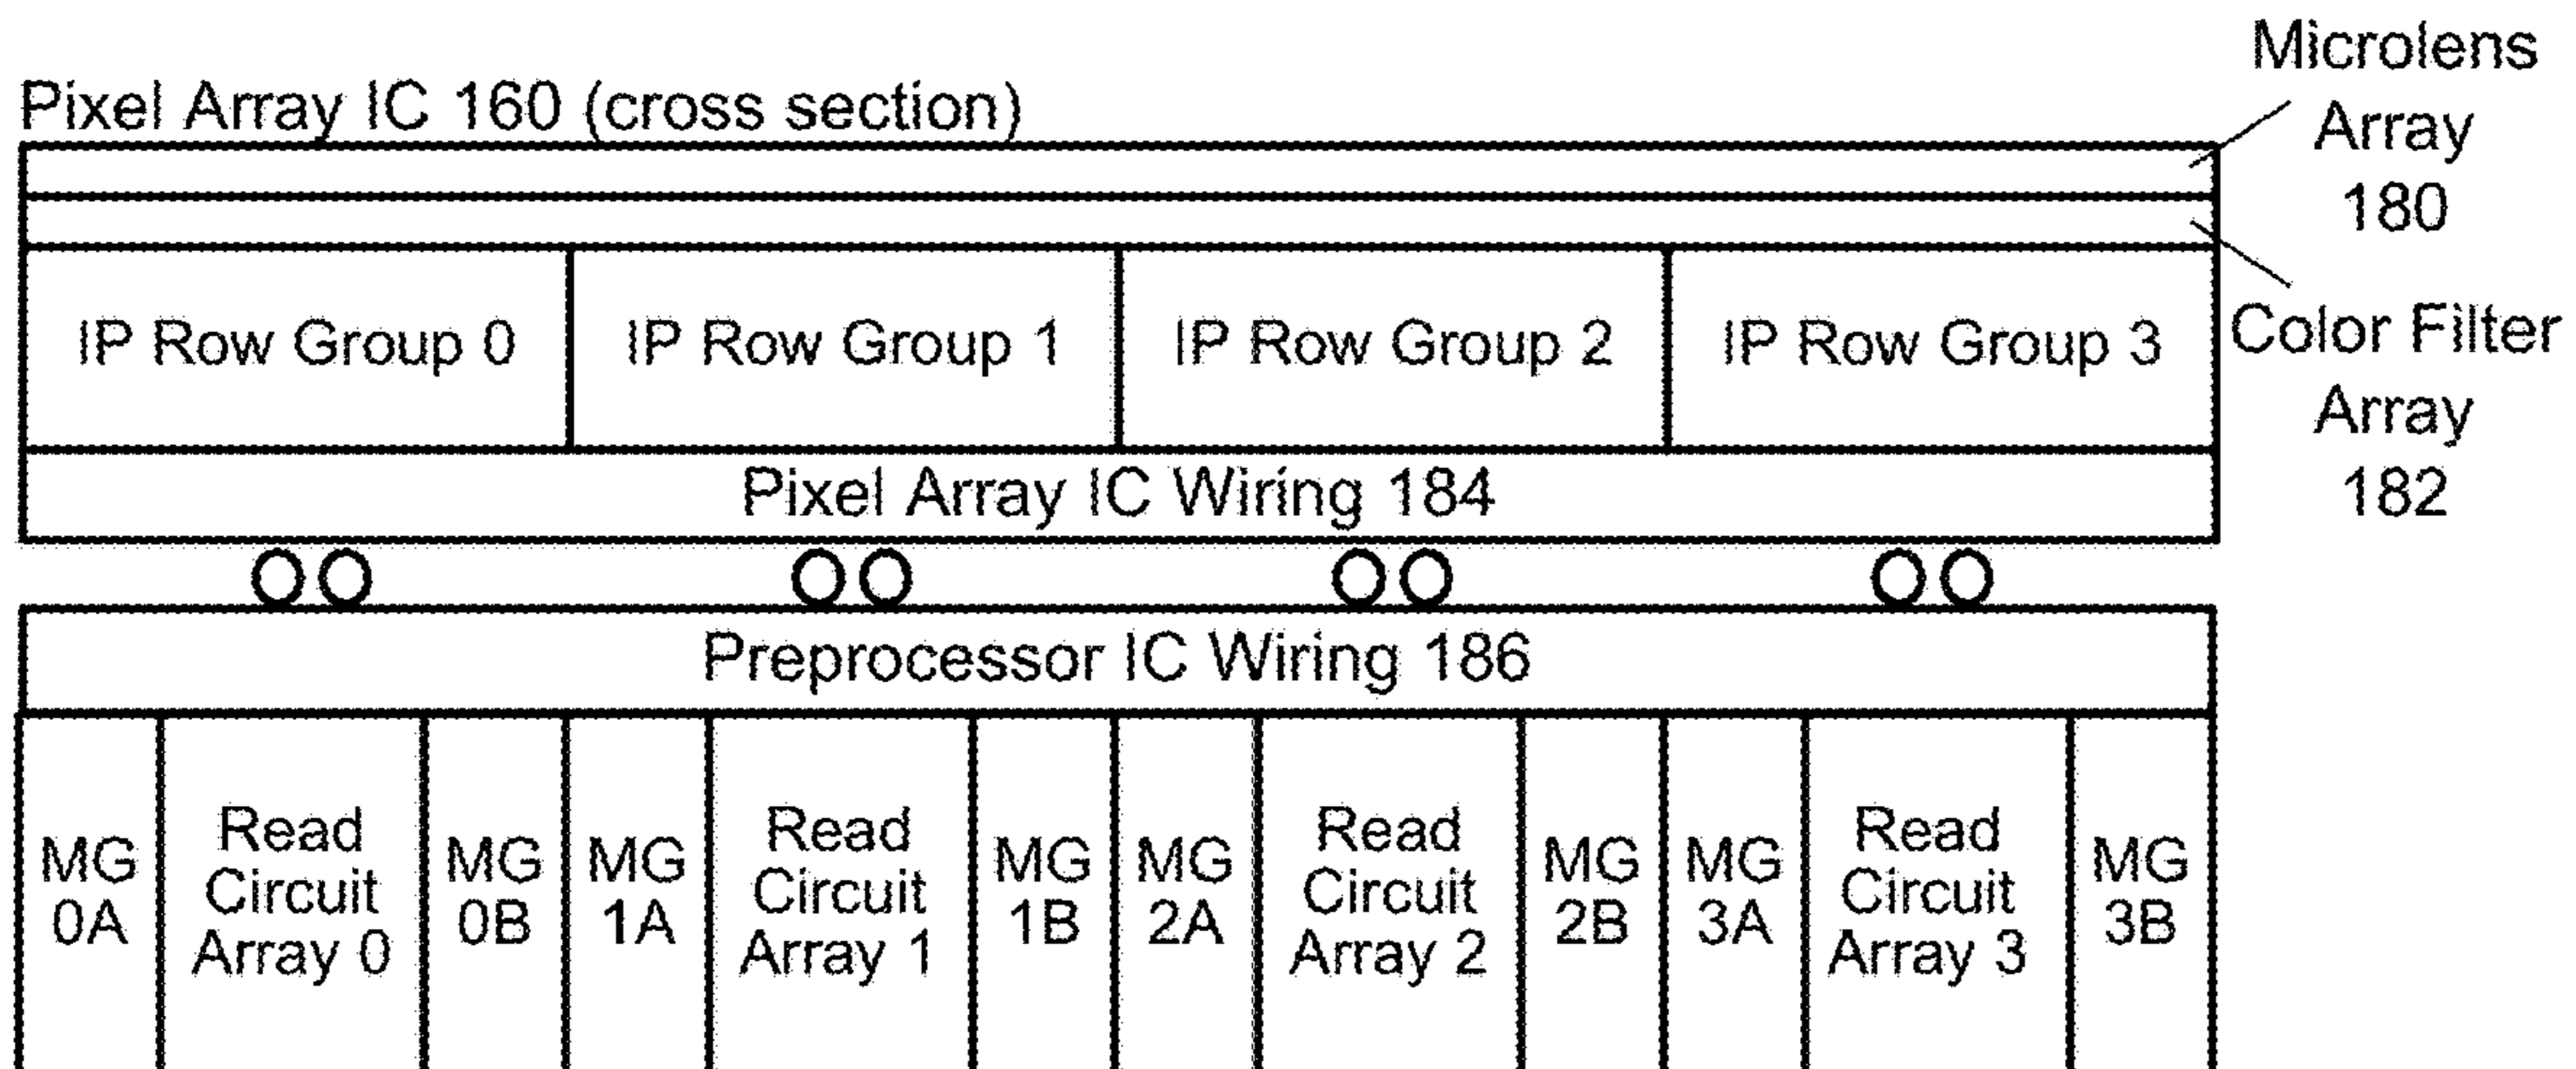 Microlens
Array
180
Pixel Array IC 160 (cross section)
IP Row Group 0
IP Row Group 1
IP Row Group 2
IP Row Group 3
Color Filter
Array
182
Pixel Array IC Wiring 184
Preprocessor IC Wiring 186
MG
0A
Read
Circuit
Array 0
MG
0B
MG
1A
Read
Circuit
Array 1
MG
1B
MG
2A
Read
Circuit
Array 2
MG
2B
MG
3A
Read
Circuit
Array 3
MG
3B